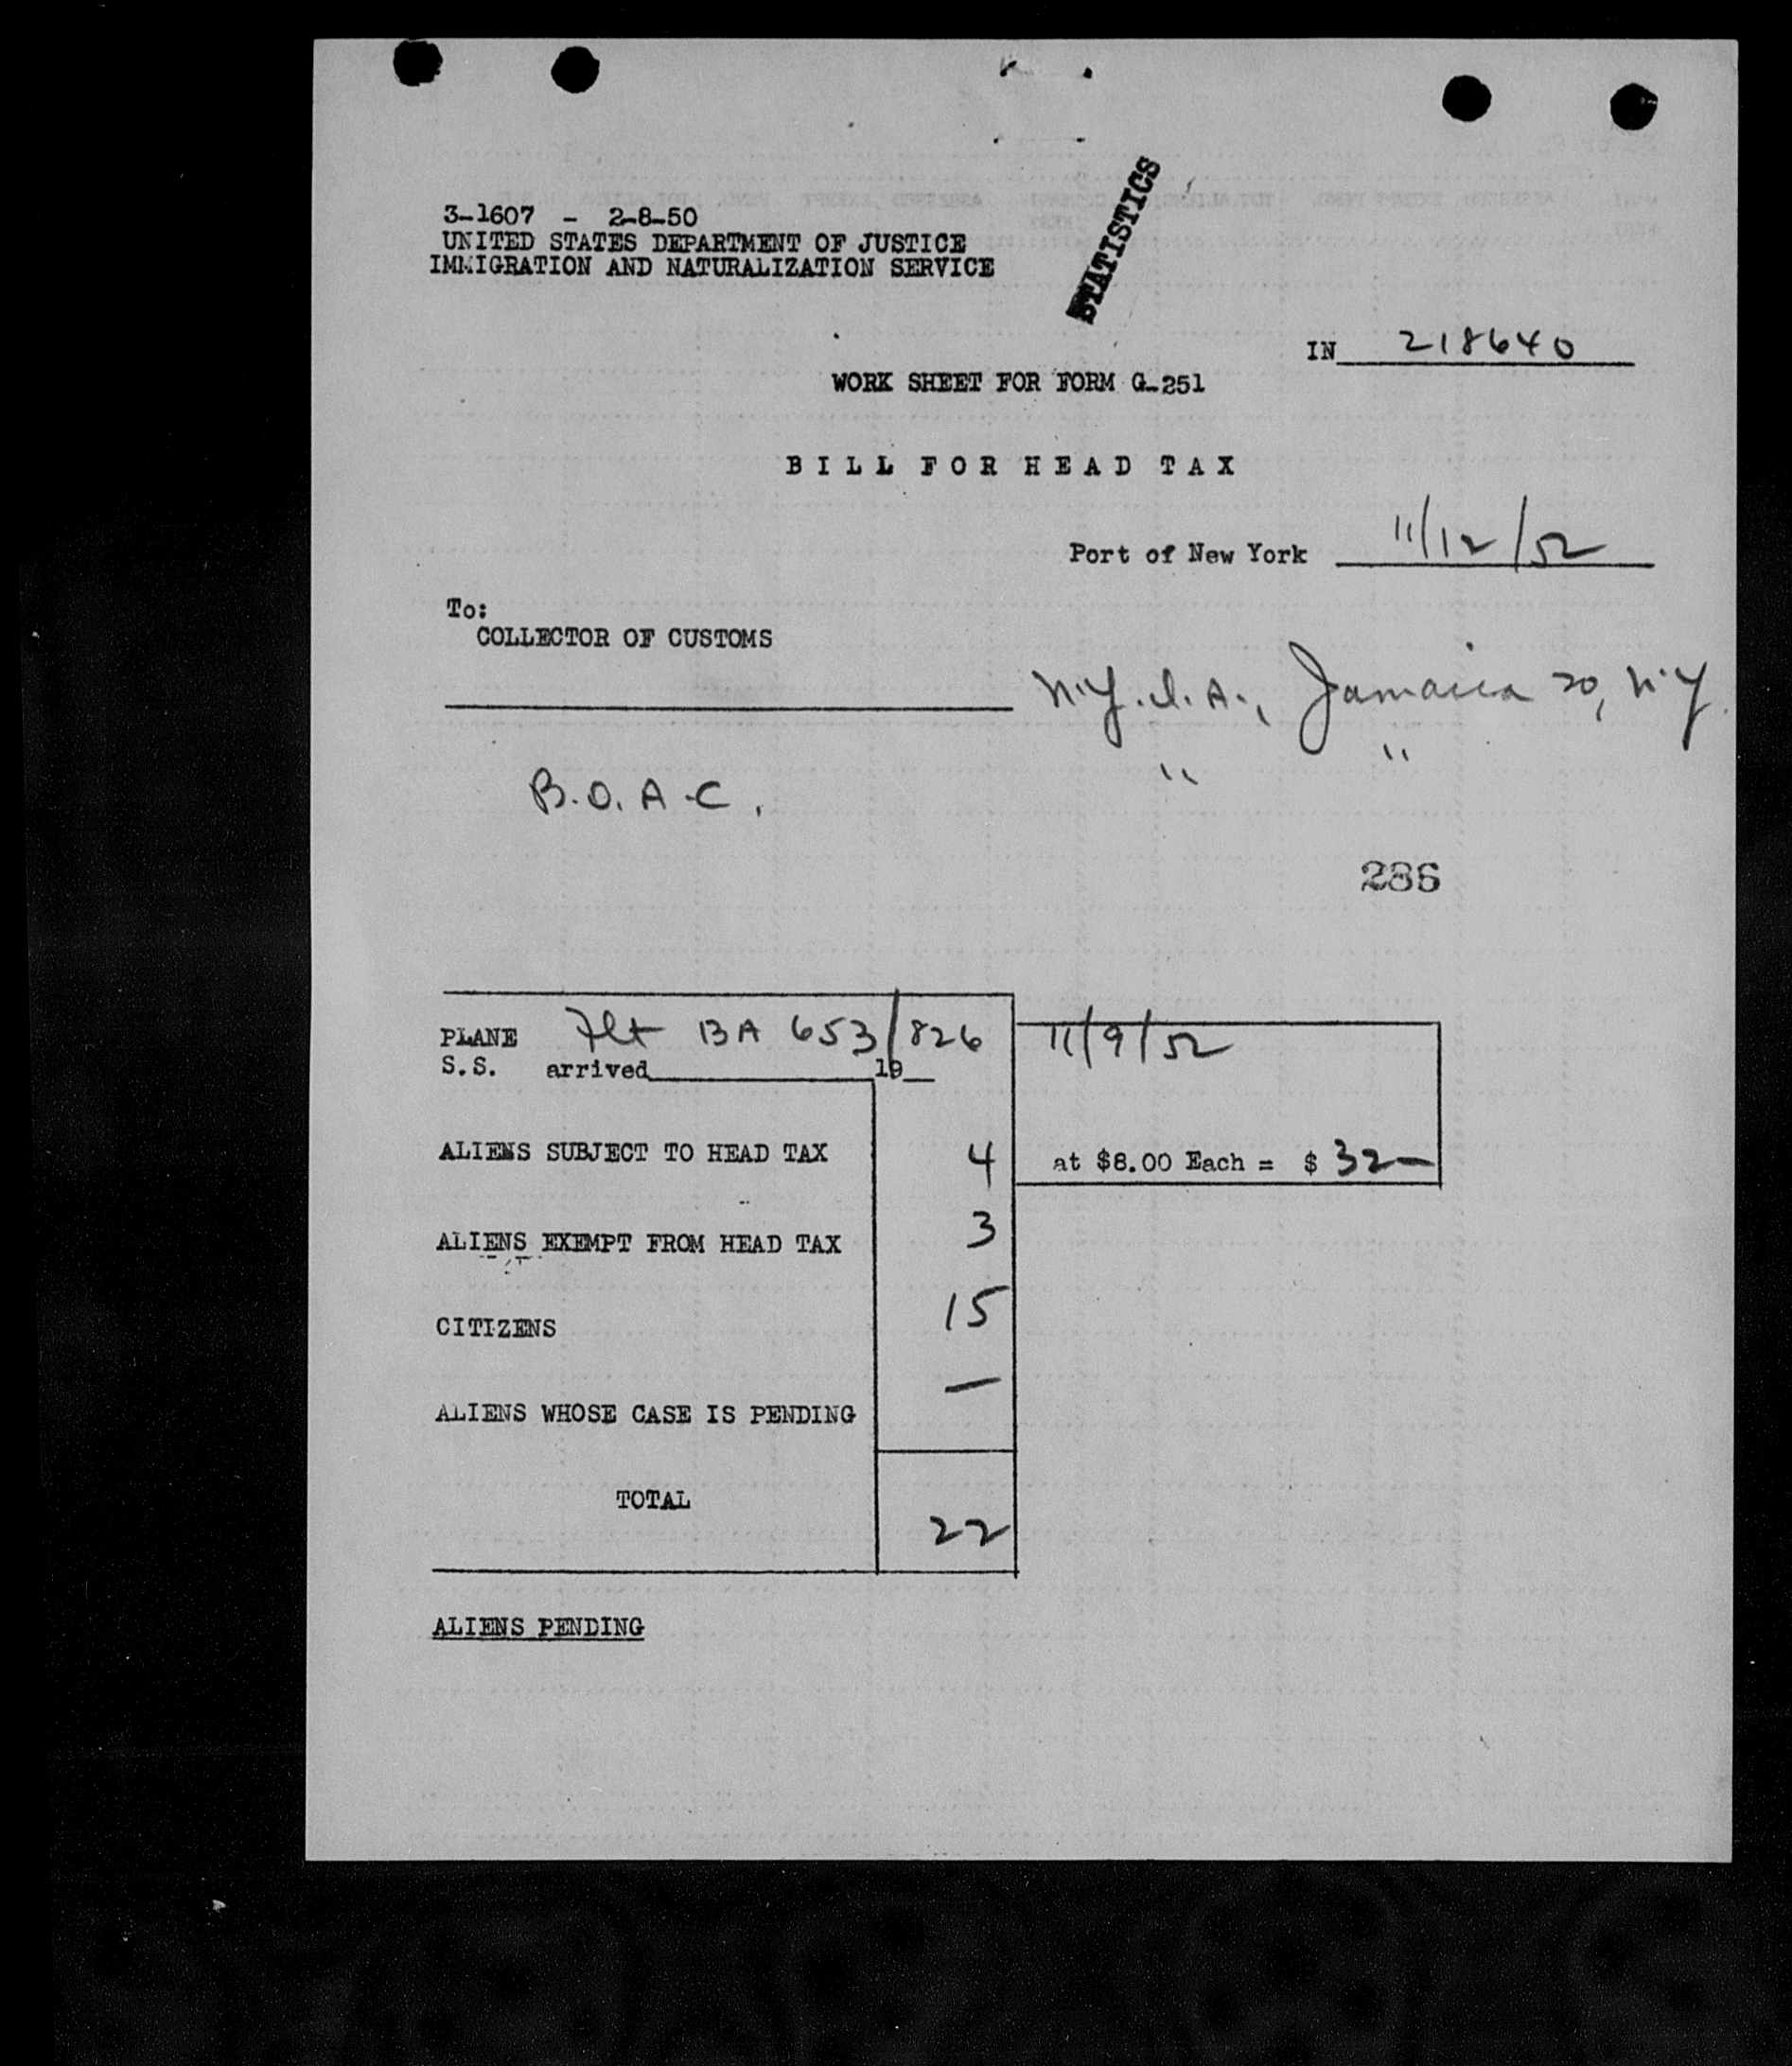 STATISTICS
3-1607 - 2-8-50
UNITED STATES DEPARTMENT OF JUSTICE
IMMIGRATION AND NATURALIZATION SERVICE
IN 218640
WORK SHEET FOR FORM G-251
BILL FOR HEAD TAX
Port of New York 11/12/52
To:
COLLECTOR OF CUSTOMS
N.Y.I.A., Jamaica 20, N.Y.
" "
B.O.A.C.
286
PLANE Flt BA 653/826 11/9/52
S.S. arrived 19
ALIENS SUBJECT TO HEAD TAX 4 at $8.00 Each = $ 32—
ALIENS EXEMPT FROM HEAD TAX 3
CITIZENS 15
ALIENS WHOSE CASE IS PENDING —
TOTAL 22
ALIENS PENDING